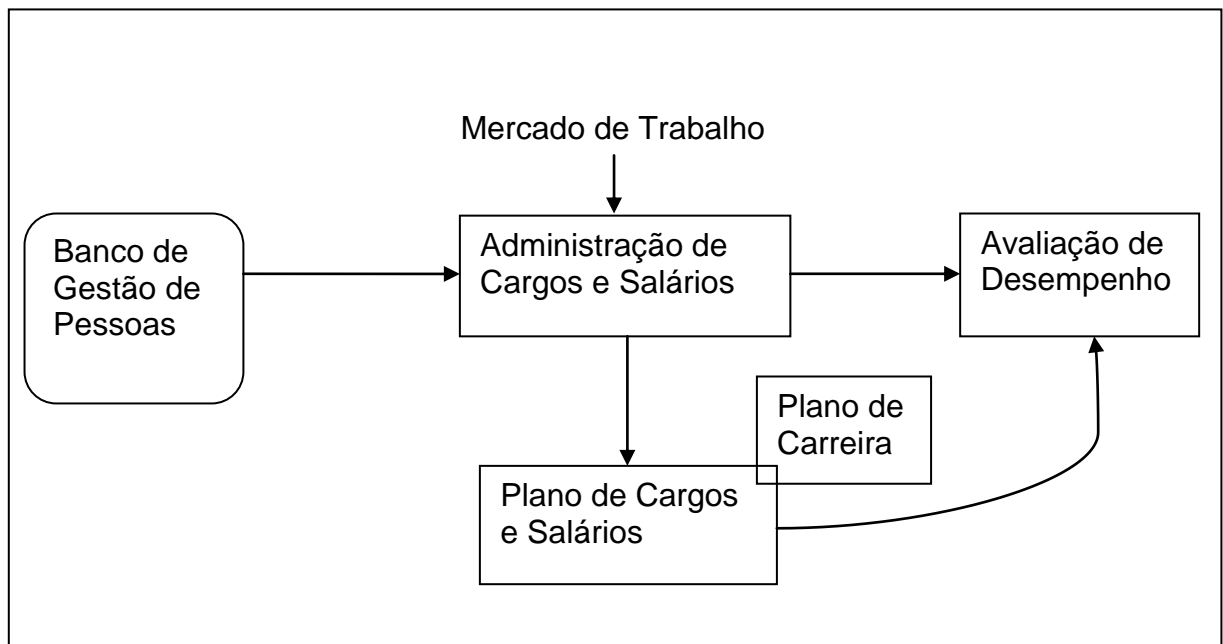 Mercado de Trabalho
Banco de
Gestão de
Pessoas
Administração de
Cargos e Salários
Avaliação de
Desempenho
Plano de
Carreira
Plano de Cargos
e Salários